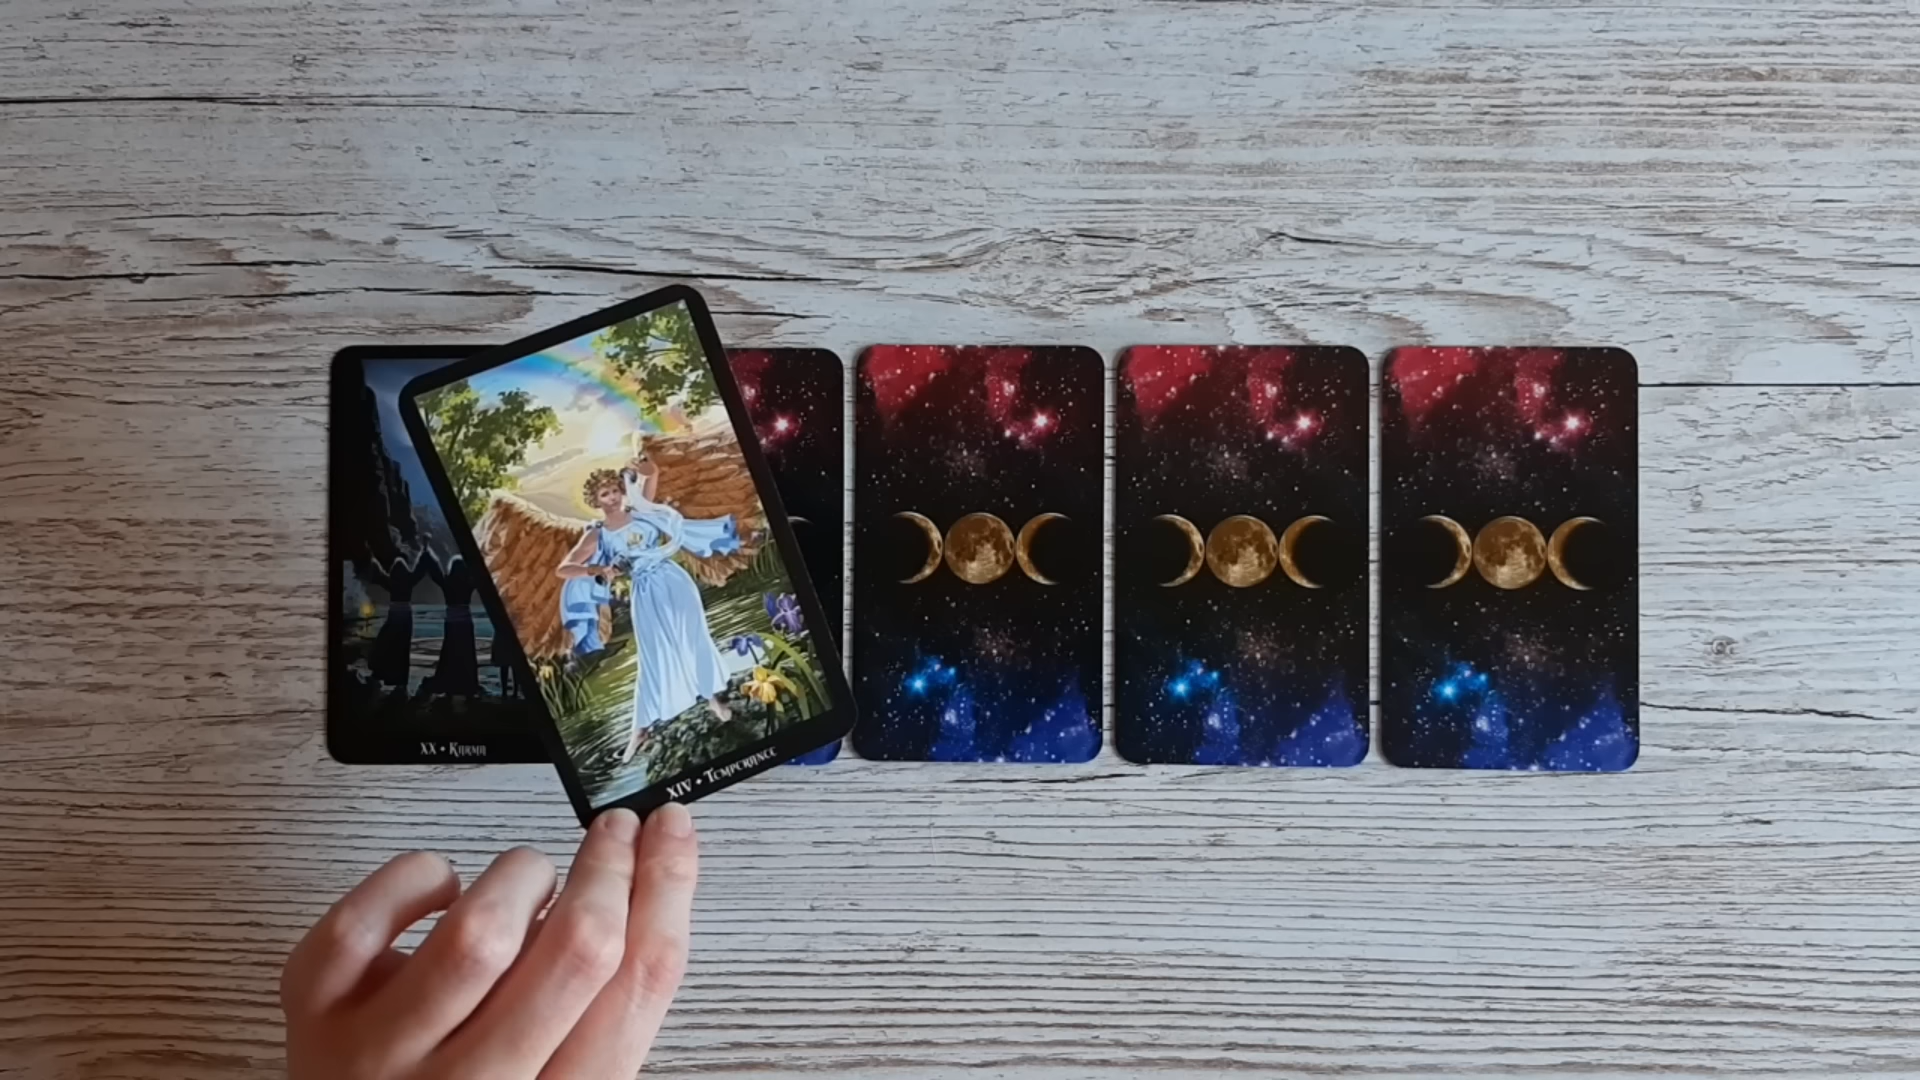 XX • Karma
XIV • Temperance